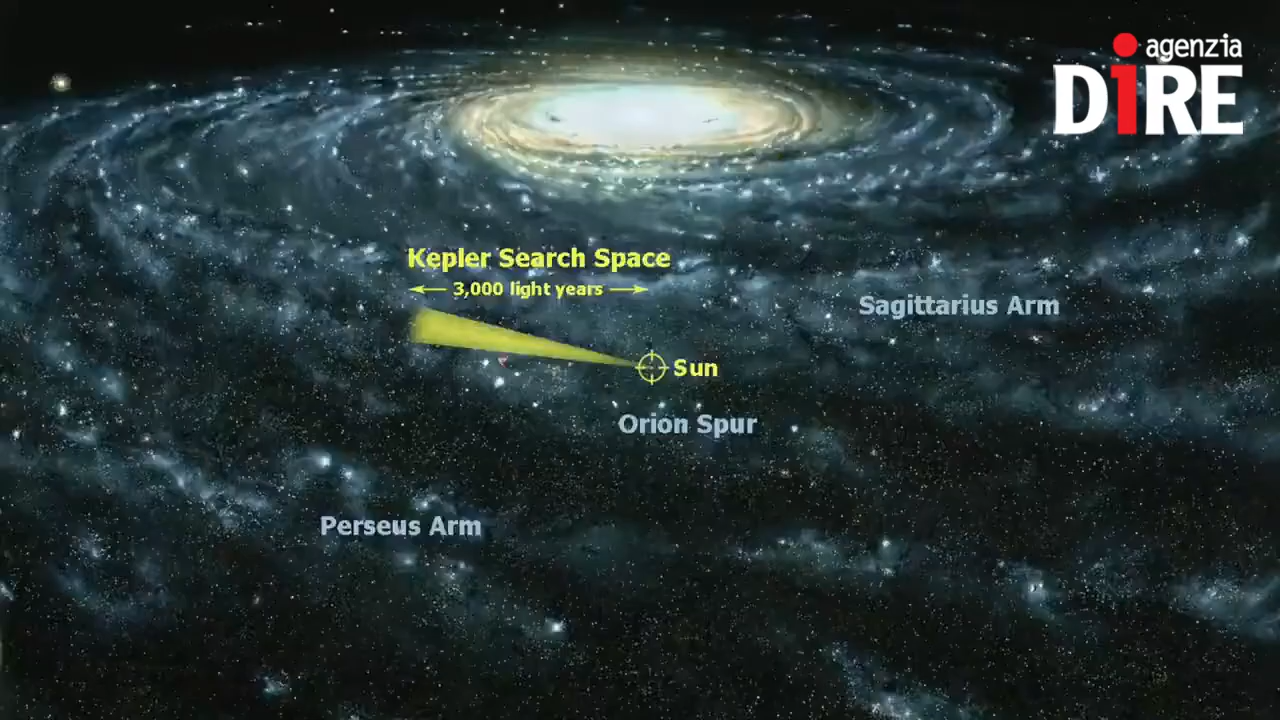 agenzia
DiRE
Kepler Search Space
3,000 light years
Sagittarius Arm
Sun
Orion Spur
Perseus Arm